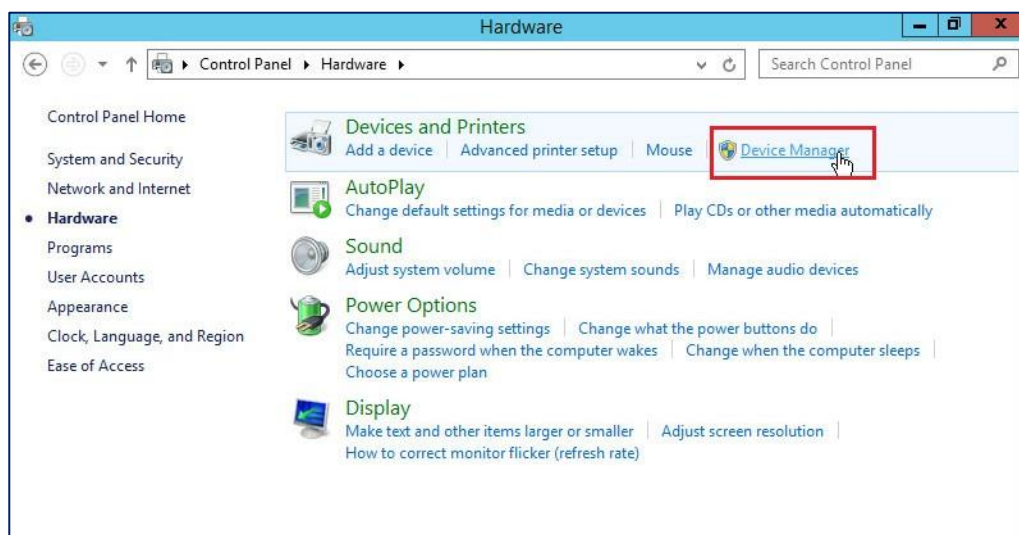 Hardware
Control Panel Hardware
Search Control Panel
Control Panel Home
System and Security
Network and Internet
Hardware
Programs
User Accounts
Appearance
Clock, Language, and Region
Ease of Access
Devices and Printers
Add a device Advanced printer setup Mouse Device Manager
AutoPlay
Change default settings for media or devices Play CDs or other media automatically
Sound
Adjust system volume Change system sounds Manage audio devices
Power Options
Change power-saving settings Change what the power buttons do
Require a password when the computer wakes Change when the computer sleeps
Choose a power plan
Display
Make text and other items larger or smaller Adjust screen resolution
How to correct monitor flicker (refresh rate)